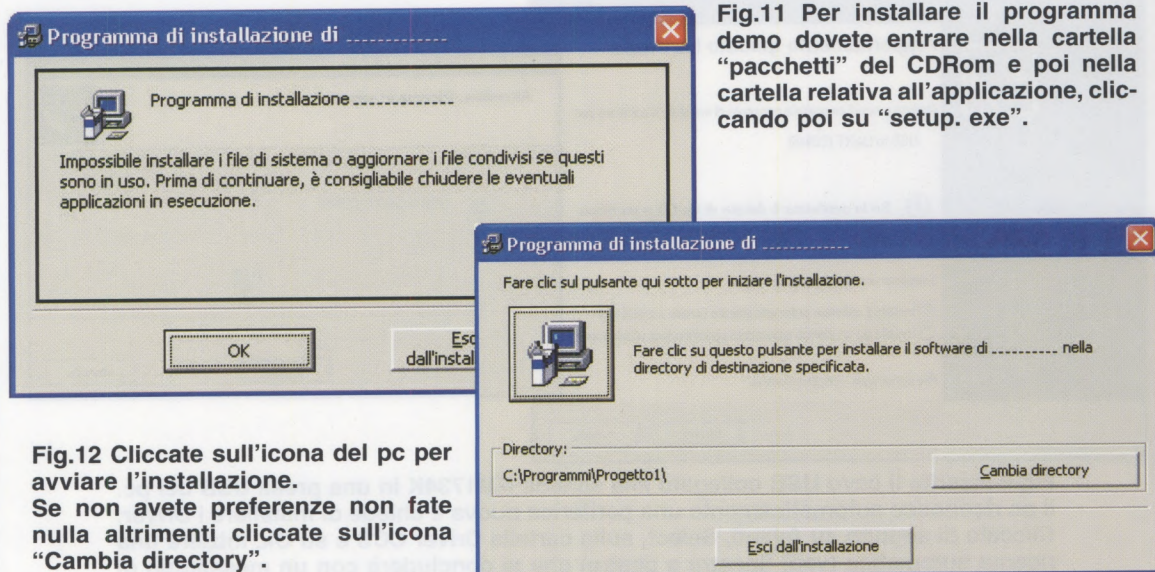 Programma di installazione di .............
Programma di installazione.............
Impossibile installare i file di sistema o aggiornare i file condivisi se questi
sono in uso. Prima di continuare, è consigliabile chiudere le eventuali
applicazioni in esecuzione.
OK
Esc
dall'instal
Fig.11 Per installare il programma
demo dovete entrare nella cartella
“pacchetti” del CDRom e poi nella
cartella relativa all'applicazione, clic-
cando poi su “setup. exe”.
Programma di installazione di .............
Fare clic sul pulsante qui sotto per iniziare l'installazione.
Fare clic su questo pulsante per installare il software di .......... nella
directory di destinazione specificata.
Directory:
C:\Programmi\Progetto1\
Cambia directory
Esci dall'installazione
Fig.12 Cliccate sull'icona del pc per
avviare l'installazione.
Se non avete preferenze non fate
nulla altrimenti cliccate sull'icona
“Cambia directory”.